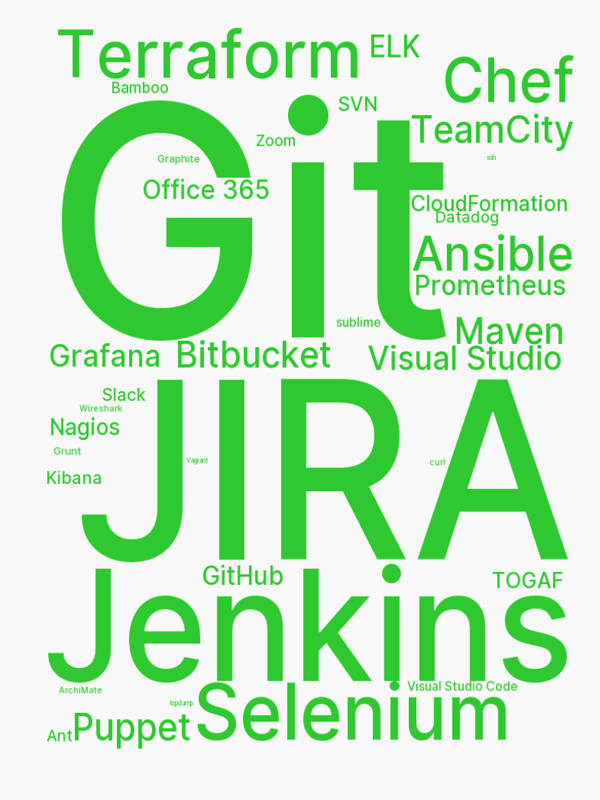 Terraform
ELK
Chef
Bamboo
SVN
TeamCity
Zoom
Git
Graphite
ssh
Office 365
CloudFormation
Datadog
Ansible
Prometheus
sublime
Maven
Grafana
Bitbucket
Visual Studio
JIRA
Slack
Wireshark
Nagios
Grunt
Vagrant
curl
Kibana
GitHub
TOGAF
Jenkins
ArchiMate
Visual Studio Code
tcpdump
Selenium
Puppet
Ant